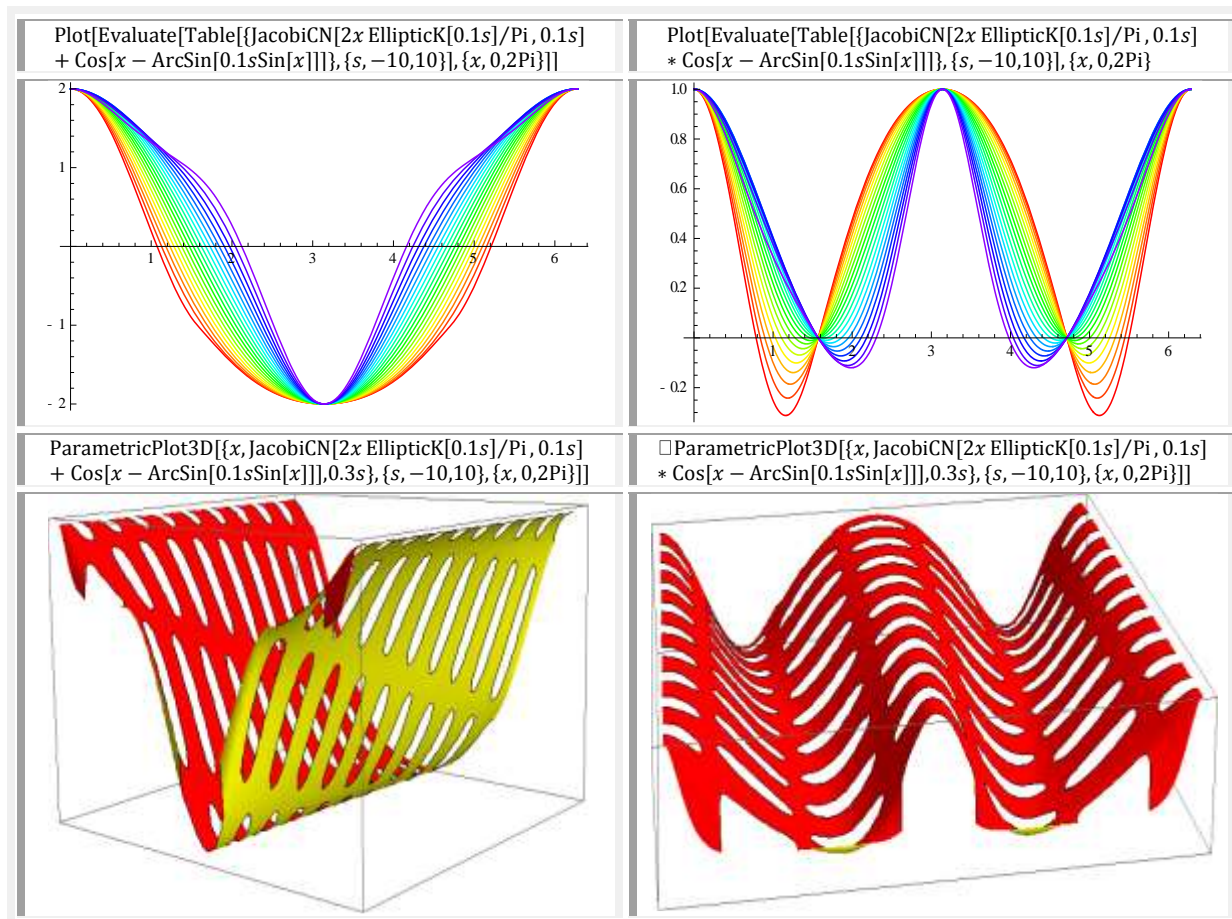 Plot[Evaluate[Table[{JacobiCN[2x EllipticK[0.1s]/Pi , 0.1s]
+ Cos[x − ArcSin[0.1sSin[x]]]},{s,−10,10}],{x,0,2Pi}]]
Plot[Evaluate[Table[{JacobiCN[2x EllipticK[0.1s]/Pi , 0.1s]
∗ Cos[x − ArcSin[0.1sSin[x]]]},{s,−10,10}],{x,0,2Pi}
2
1
1
2
3
4
5
6
- 1
- 2
1.0
0.8
0.6
0.4
0.2
1
2
3
4
5
6
- 0.2
ParametricPlot3D[{x,JacobiCN[2x EllipticK[0.1s]/Pi , 0.1s]
+ Cos[x − ArcSin[0.1sSin[x]]],0.3s},{s,−10,10},{x,0,2Pi}]]
□ParametricPlot3D[{x,JacobiCN[2x EllipticK[0.1s]/Pi , 0.1s]
∗ Cos[x − ArcSin[0.1sSin[x]]],0.3s},{s,−10,10},{x,0,2Pi}]]